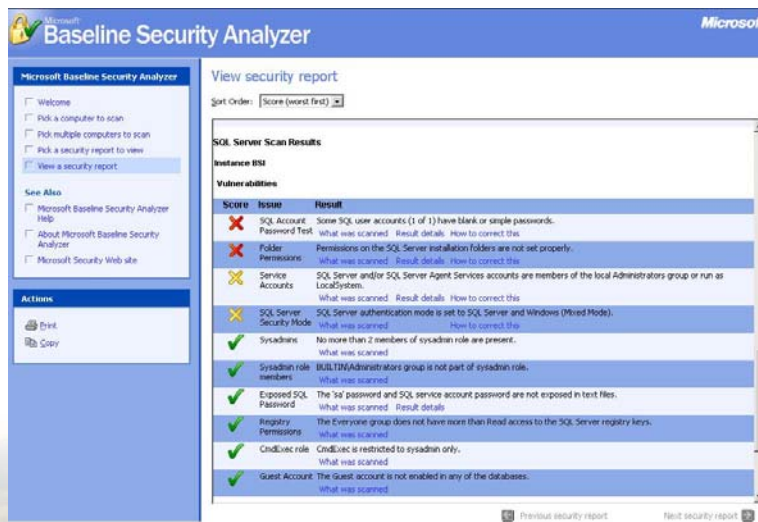 Microsoft
Baseline Security Analyzer
Microsoft
Microsoft Baseline Security Analyzer
Welcome
Pick a computer to scan
Pick multiple computers to scan
Pick a security report to view
View a security report
See Also
Microsoft Baseline Security Analyzer Help
About Microsoft Baseline Security Analyzer
Microsoft Security Web site
Actions
Print
Copy
View security report
Sort Order: Score (worst first)
SQL Server Scan Results
Instance BSI
Vulnerabilities
Score Issue Result
SQL Account Password Test Some SQL user accounts (1 of 1) have blank or simple passwords.
What was scanned Result details How to correct this
Folder Permissions Permissions on the SQL Server installation folders are not set properly.
What was scanned Result details How to correct this
Service Accounts SQL Server and/or SQL Server Agent Services accounts are members of the local Administrators group or run as LocalSystem.
What was scanned Result details How to correct this
SQL Server Security Mode SQL Server authentication mode is set to SQL Server and Windows (Mixed Mode).
What was scanned How to correct this
Sysadmins No more than 2 members of sysadmin role are present.
What was scanned
Sysadmin role members BUILTIN\Administrators group is not part of sysadmin role.
What was scanned
Exposed SQL Password The 'sa' password and SQL service account password are not exposed in text files.
What was scanned Result details
Registry Permissions The Everyone group does not have more than Read access to the SQL Server registry keys.
What was scanned
CmdExec role CmdExec is restricted to sysadmin only.
What was scanned
Guest Account The Guest account is not enabled in any of the databases.
What was scanned
Previous security report Next security report